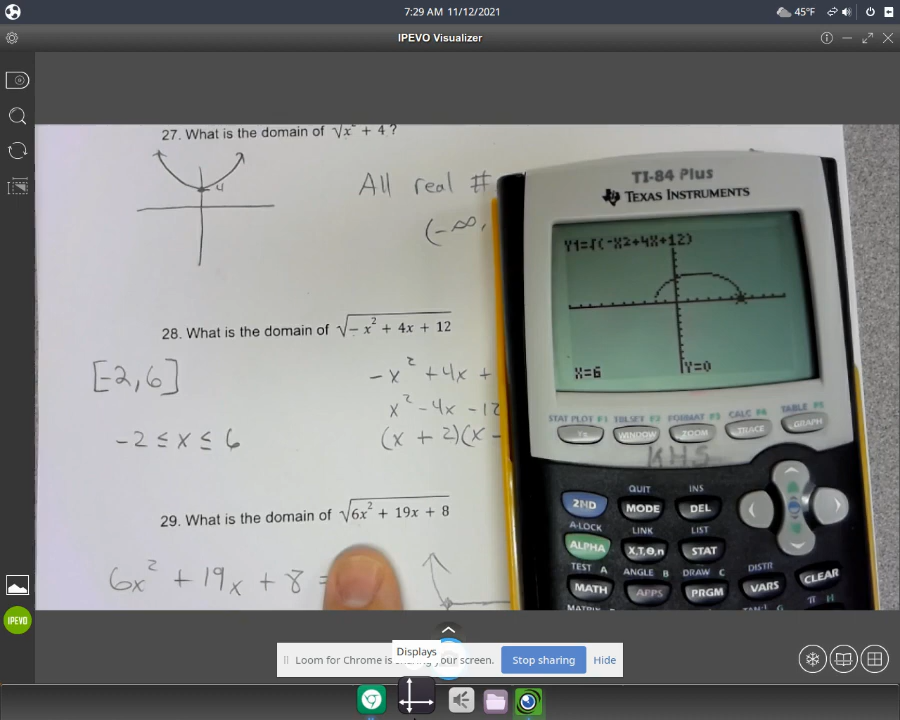 7:29 AM 11/12/2021
45°F
IPEVO Visualizer
27. What is the domain of √x² + 4 ?
4
All real #
(-∞,
28. What is the domain of √- x² + 4x + 12
[-2, 6]
-x² + 4x +
x² - 4x - 12
-2 ≤ x ≤ 6
(x + 2)(x -
29. What is the domain of √6x² + 19x + 8
6x² + 19x + 8 =
TI-84 Plus
TEXAS INSTRUMENTS
Y1=√(-X2+4X+12)
X=6 Y=0
STAT PLOT F1 TBLSET F2 FORMAT F3 CALC F4 TABLE F5
Y= WINDOW ZOOM TRACE GRAPH
KHS
QUIT INS
2ND MODE DEL
A-LOCK LINK LIST
ALPHA X,T,Θ,n STAT
TEST A ANGLE B DRAW C DISTR
MATH APPS PRGM VARS CLEAR
π H
IPEVO
Displays
Loom for Chrome is sharing your screen.
Stop sharing
Hide